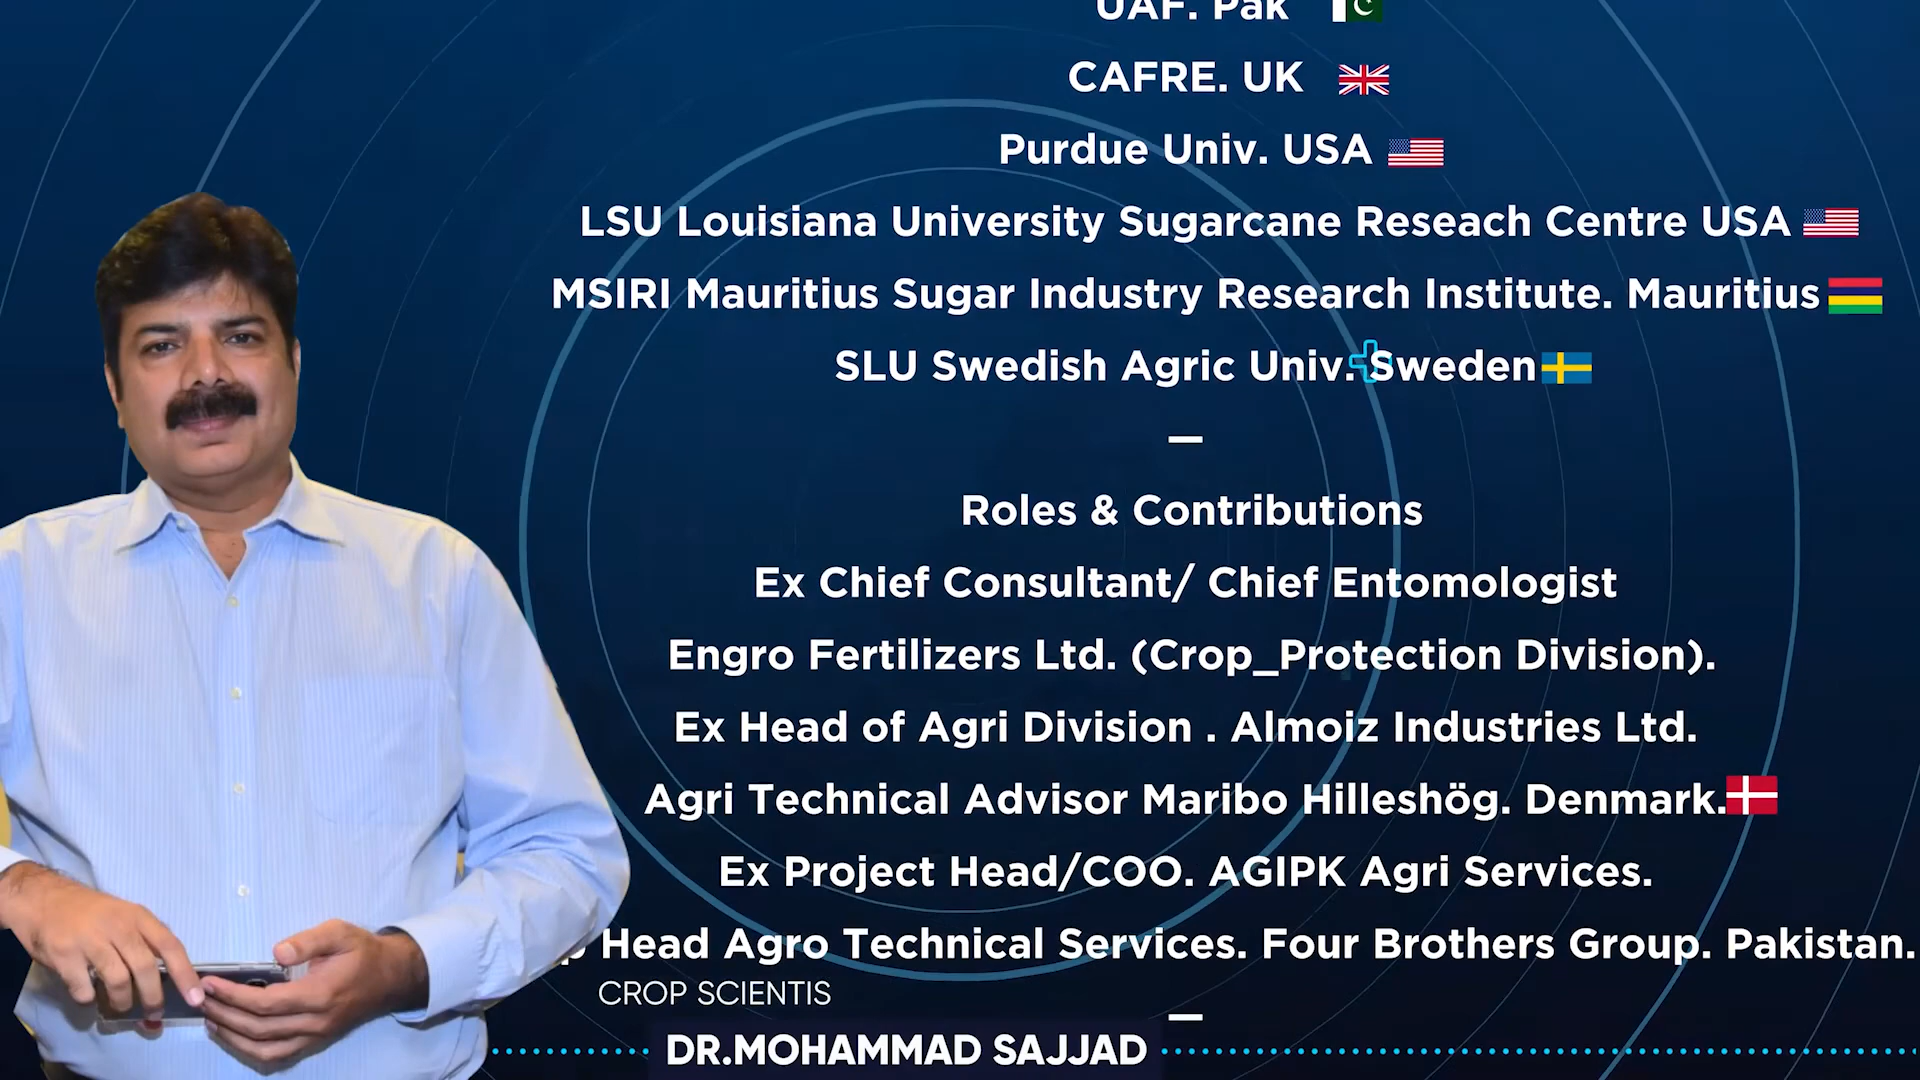 UAF. Pak
CAFRE. UK
Purdue Univ. USA
LSU Louisiana University Sugarcane Reseach Centre USA
MSIRI Mauritius Sugar Industry Research Institute. Mauritius
SLU Swedish Agric Univ. Sweden
—
Roles & Contributions
Ex Chief Consultant/ Chief Entomologist
Engro Fertilizers Ltd. (Crop_Protection Division).
Ex Head of Agri Division . Almoiz Industries Ltd.
Agri Technical Advisor Maribo Hilleshög. Denmark.
Ex Project Head/COO. AGIPK Agri Services.
Head Agro Technical Services. Four Brothers Group. Pakistan.
CROP SCIENTIS
—
DR.MOHAMMAD SAJJAD